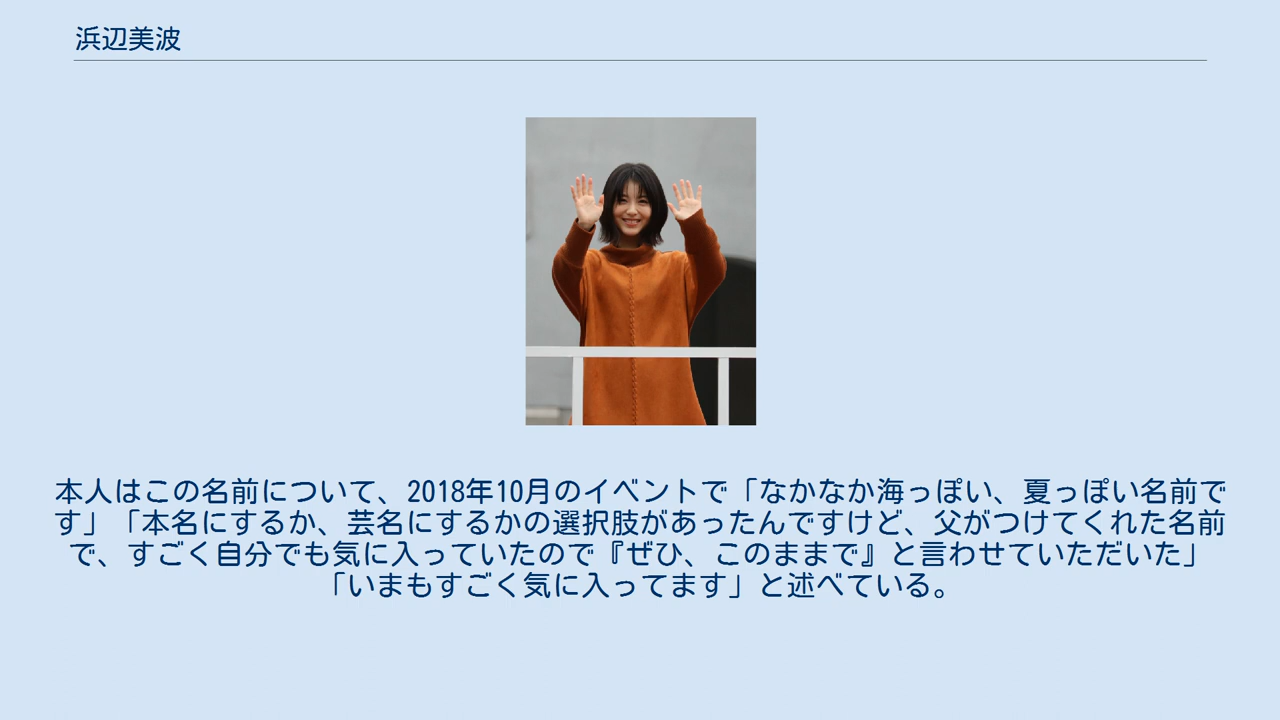 浜辺美波
本人はこの名前について、2018年10月のイベントで「なかなか海っぽい、夏っぽい名前で
す」「本名にするか、芸名にするかの選択肢があったんですけど、父がつけてくれた名前
で、すごく自分でも気に入っていたので『ぜひ、このままで』と言わせていただいた」
「いまもすごく気に入ってます」と述べている。